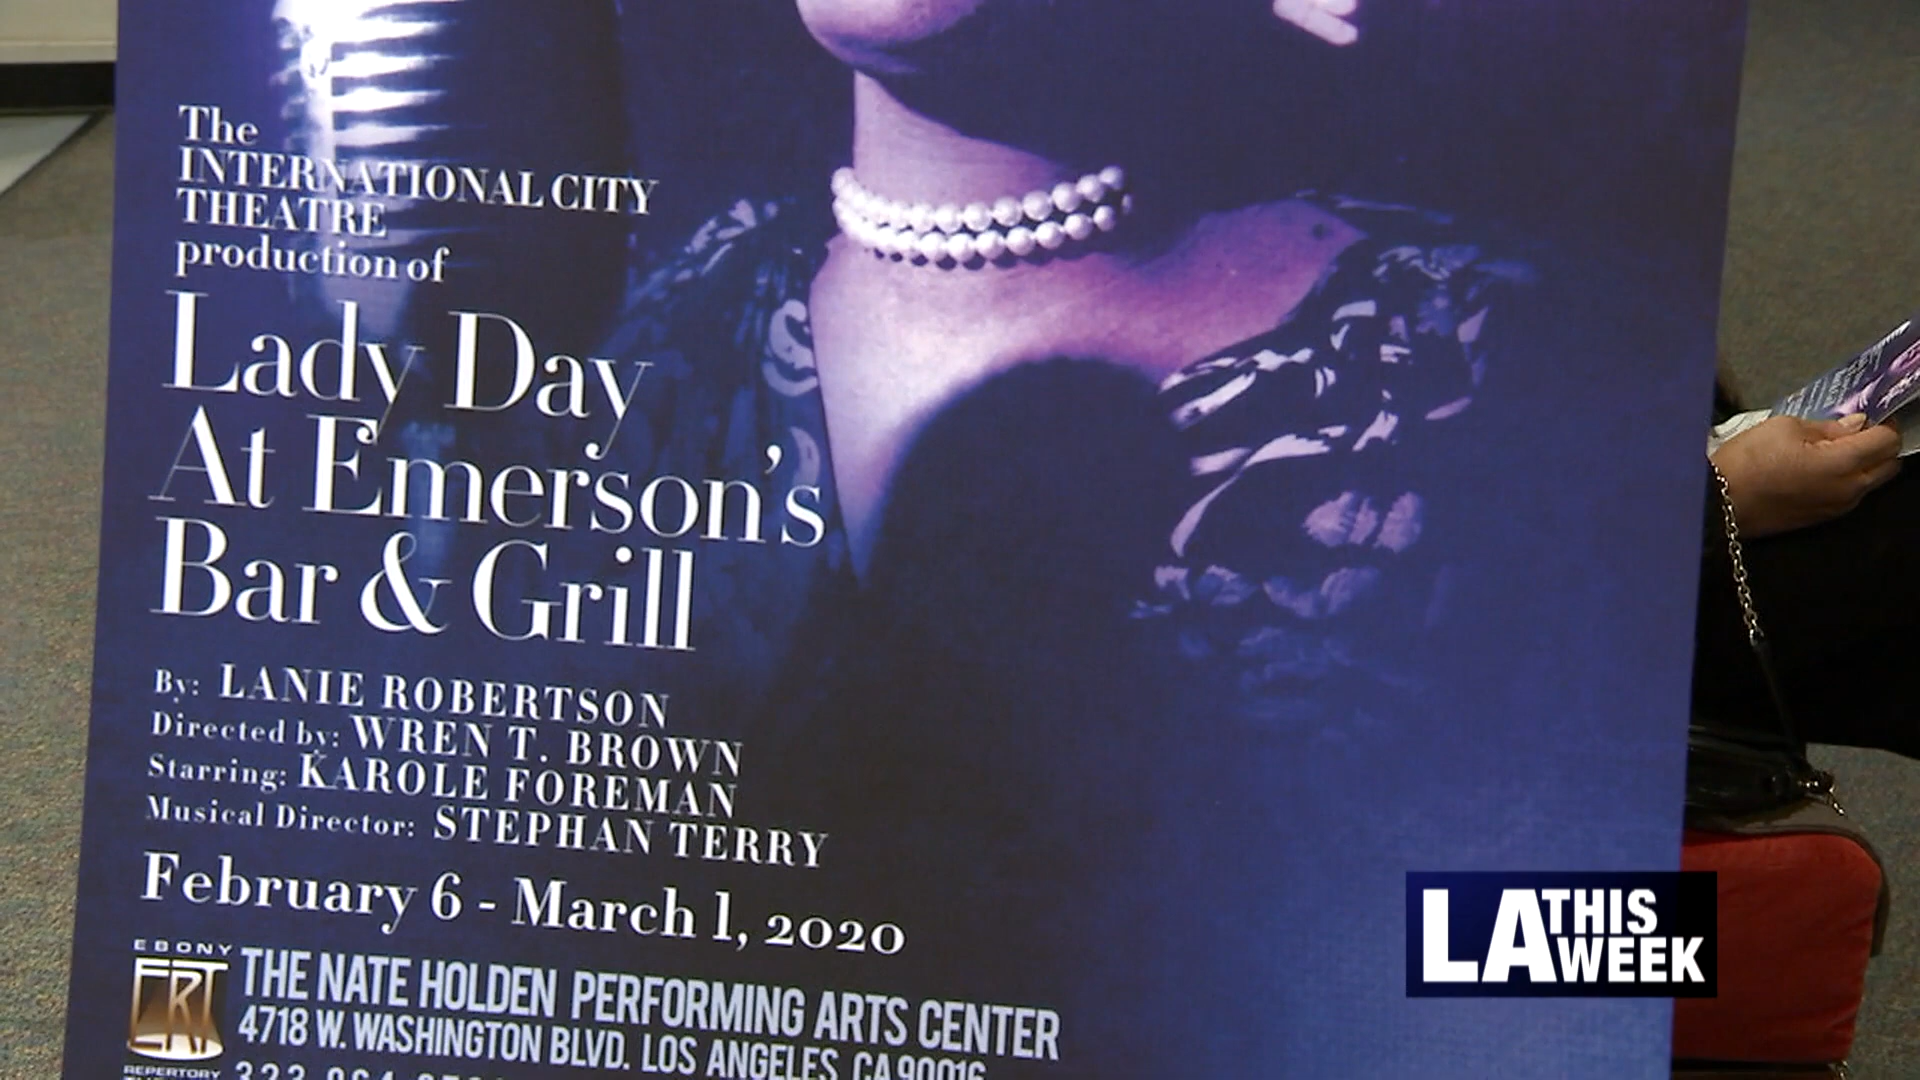 The
INTERNATIONAL CITY
THEATRE
production of
Lady Day
At Emerson's
Bar & Grill
By: LANIE ROBERTSON
Directed by: WREN T. BROWN
Starring: KAROLE FOREMAN
Musical Director: STEPHAN TERRY
February 6 - March 1, 2020
EBONY
ERT
REPERTORY
THE NATE HOLDEN PERFORMING ARTS CENTER
4718 W. WASHINGTON BLVD. LOS ANGELES, CA 90016
LA THIS WEEK